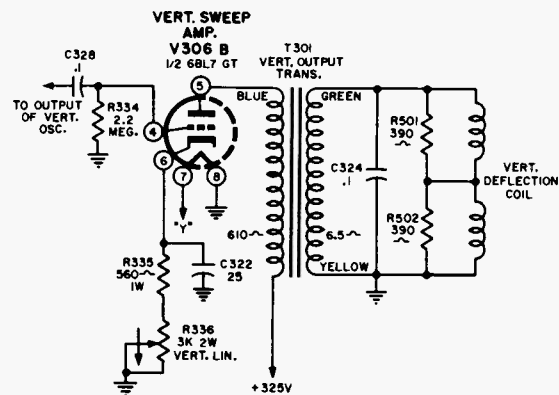 VERT. SWEEP
AMP.
V306 B
1/2 6BL7 GT
C328
.1
TO OUTPUT
OF VERT.
OSC.
R334
2.2
MEG.
4
5
6
7
8
"Y"
R335
560~
1W
C322
25
R336
3K 2W
VERT. LIN.
T301
VERT. OUTPUT
TRANS.
BLUE
GREEN
610~
6.5~
YELLOW
+325V
C324
.1
R501
390
~
R502
390
~
VERT.
DEFLECTION
COIL